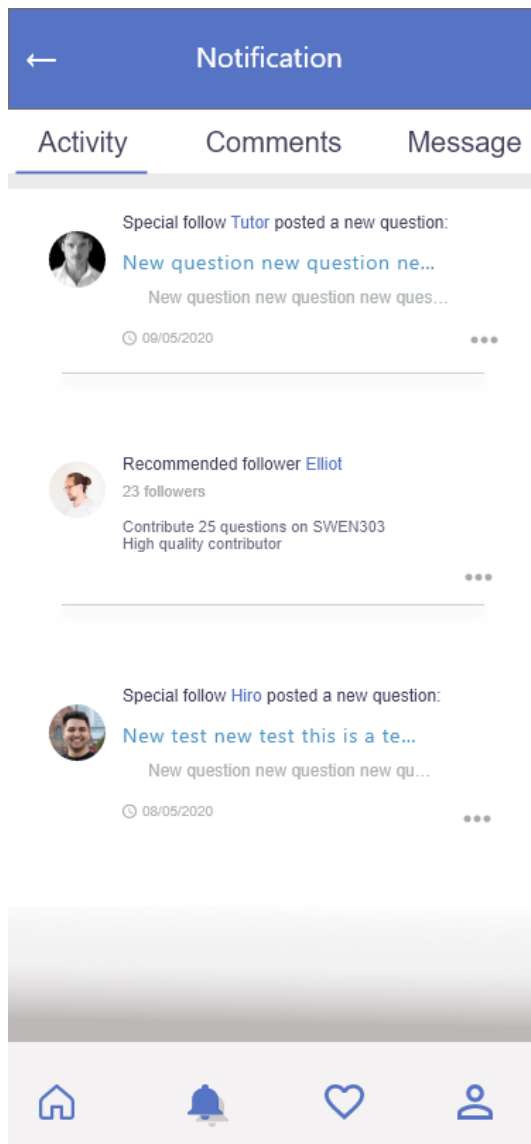 Notification
Activity Comments Message
Special follow Tutor posted a new question:
New question new question ne...
New question new question new ques...
09/05/2020
Recommended follower Elliot
23 followers
Contribute 25 questions on SWEN303
High quality contributor
Special follow Hiro posted a new question:
New test new test this is a te...
New question new question new qu...
08/05/2020